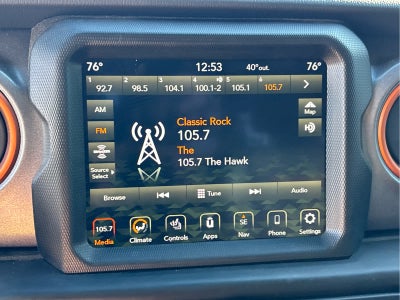 76° 12:53 40°out. 76°
1 2 3 4 5 6
92.7 98.5 104.1 100.1-2 105.1 105.7
AM
FM
Source
Select
Classic Rock
105.7
The
105.7 The Hawk
Map
Browse Tune Audio
105.7 SE
Media Climate Controls Apps Nav Phone Settings